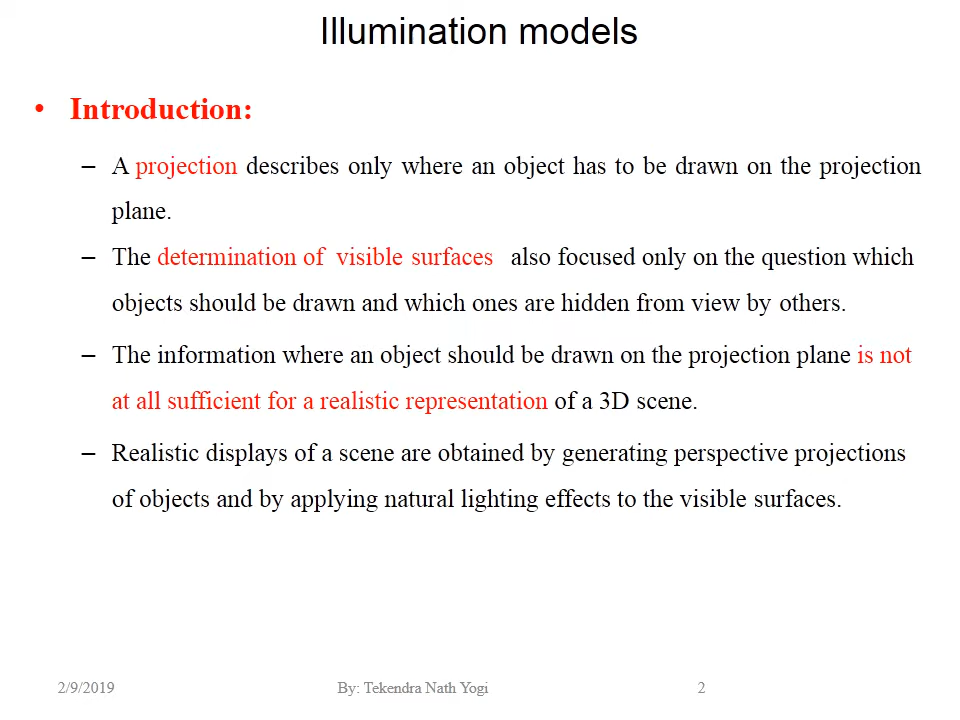 Illumination models
• Introduction:
– A projection describes only where an object has to be drawn on the projection
plane.
– The determination of visible surfaces also focused only on the question which
objects should be drawn and which ones are hidden from view by others.
– The information where an object should be drawn on the projection plane is not
at all sufficient for a realistic representation of a 3D scene.
– Realistic displays of a scene are obtained by generating perspective projections
of objects and by applying natural lighting effects to the visible surfaces.
2/9/2019 By: Tekendra Nath Yogi 2